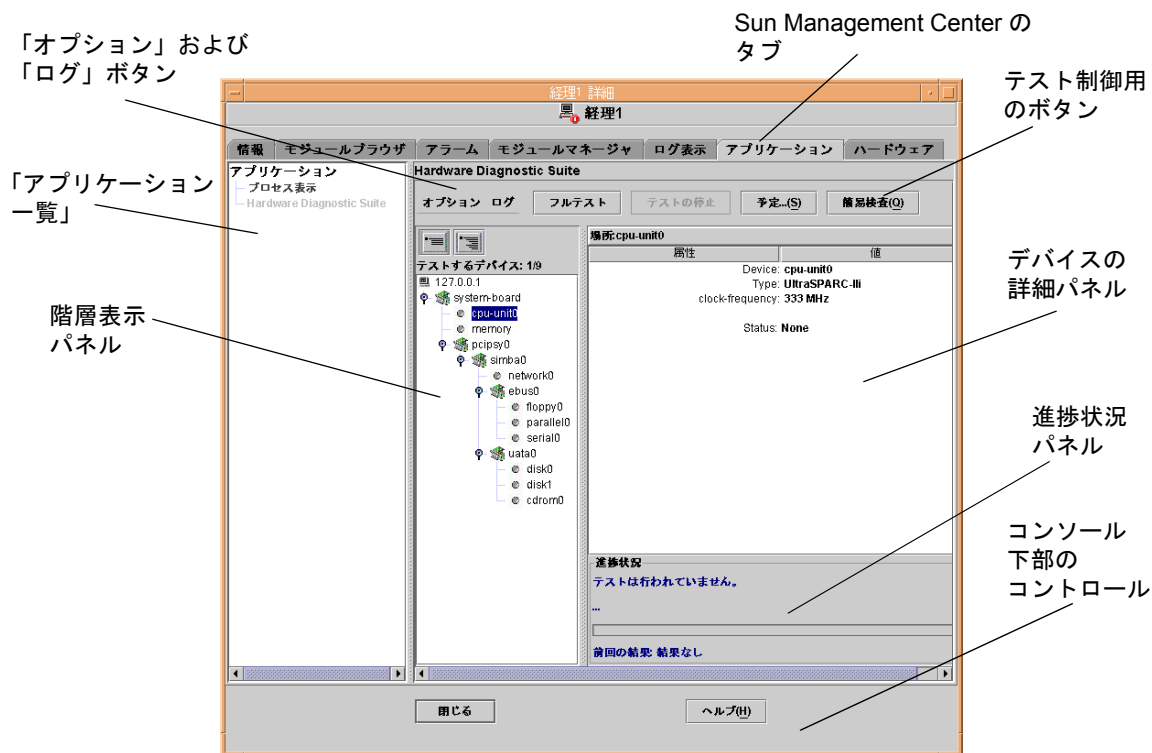 「オプション」および
「ログ」ボタン
Sun Management Center の
タブ
テスト制御用
のボタン
「アプリケーション
一覧」
階層表示
パネル
デバイスの
詳細パネル
進捗状況
パネル
コンソール
下部の
コントロール
経理1 詳細
経理1
情報 モジュールブラウザ アラーム モジュールマネージャ ログ表示 アプリケーション ハードウェア
アプリケーション
プロセス表示
Hardware Diagnostic Suite
Hardware Diagnostic Suite
オプション ログ フルテスト テストの停止 予定...(S) 簡易検査(Q)
テストするデバイス: 1/9
127.0.0.1
system-board
cpu-unit0
memory
pcipsy0
simba0
network0
ebus0
floppy0
parallel0
serial0
uata0
disk0
disk1
cdrom0
場所:cpu-unit0
属性 値
Device: cpu-unit0
Type: UltraSPARC-IIi
clock-frequency: 333 MHz
Status: None
進捗状況
テストは行われていません。
...
前回の結果: 結果なし
閉じる ヘルプ(H)